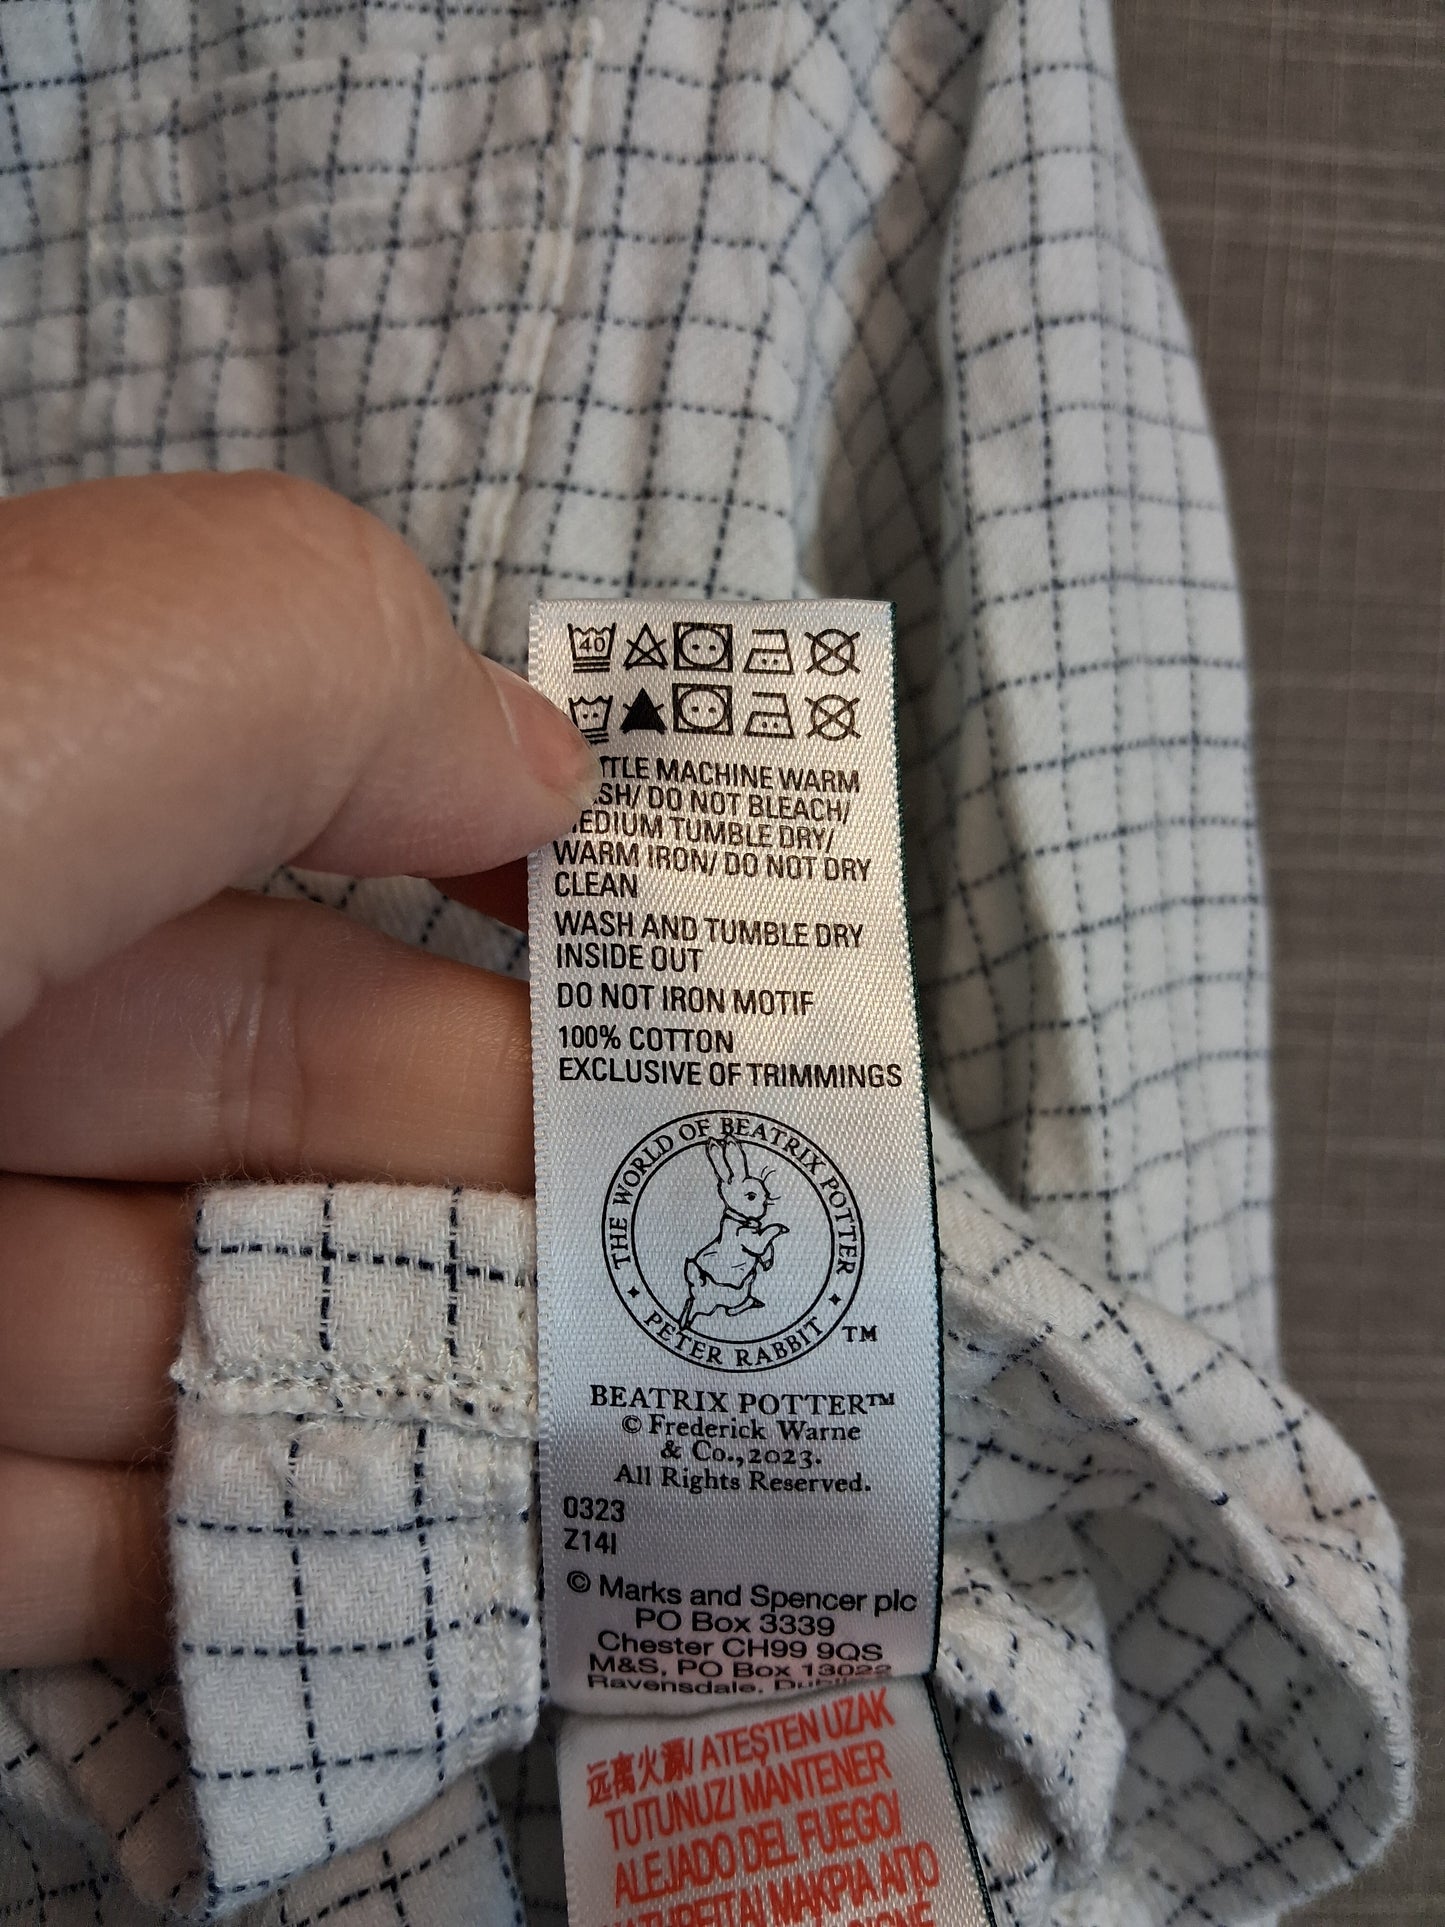 40
MACHINE WARM
DO NOT BLEACH/
MEDIUM TUMBLE DRY/
WARM IRON/ DO NOT DRY
CLEAN
WASH AND TUMBLE DRY
INSIDE OUT
DO NOT IRON MOTIF
100% COTTON
EXCLUSIVE OF TRIMMINGS
THE WORLD OF BEATRIX POTTER
PETER RABBIT
TM
BEATRIX POTTER™
© Frederick Warne
& Co., 2023.
All Rights Reserved.
0323
Z14I
© Marks and Spencer plc
PO Box 3339
Chester CH99 9QS
M&S, PO Box 13022
Ravensdale,
远离火源/ ATEŞTEN UZAK
TUTUNUZ/ MANTENER
ALEJADO DEL FUEGO/
ΜΑΚΡΙΑ ΑΠΟ